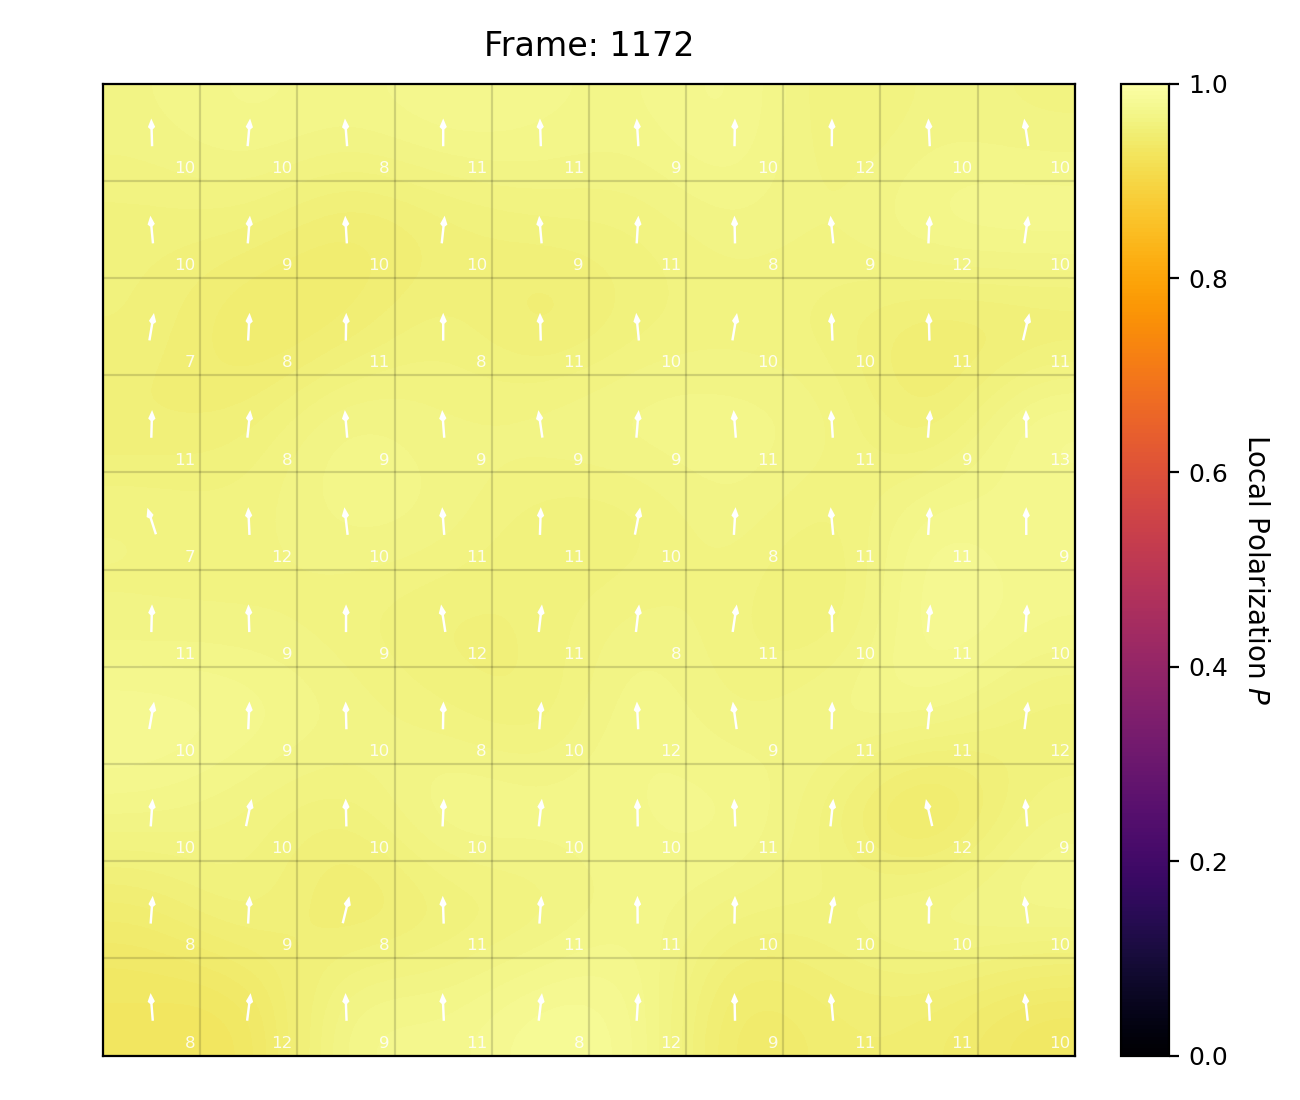 Frame: 1172
10 10 8 11 11 9 10 12 10 10
10 9 10 10 9 11 8 9 12 10
7 8 11 8 11 10 10 10 11 11
11 8 9 9 9 9 11 11 9 13
7 12 10 11 11 10 8 11 11 9
11 9 9 12 11 8 11 10 11 10
10 9 10 8 10 12 9 11 11 12
10 10 10 10 10 10 11 10 12 9
8 9 8 11 11 11 10 10 10 10
8 12 9 11 8 12 9 11 11 10
1.0
0.8
0.6
0.4
0.2
0.0
Local Polarization P